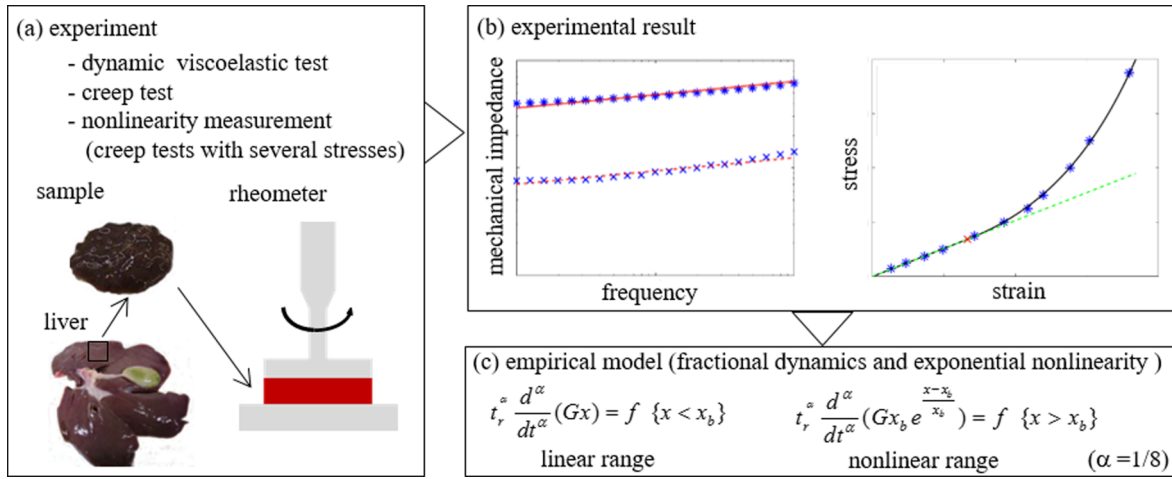 (a) experiment
- dynamic viscoelastic test
- creep test
- nonlinearity measurement
(creep tests with several stresses)
sample
rheometer
liver
(b) experimental result
mechanical impedance
frequency
stress
strain
(c) empirical model (fractional dynamics and exponential nonlinearity )
t_r^α d^α/dt^α (Gx) = f {x < x_b}
t_r^α d^α/dt^α (Gx_b e^((x−x_b)/x_b)) = f {x > x_b}
linear range
nonlinear range
(α =1/8)